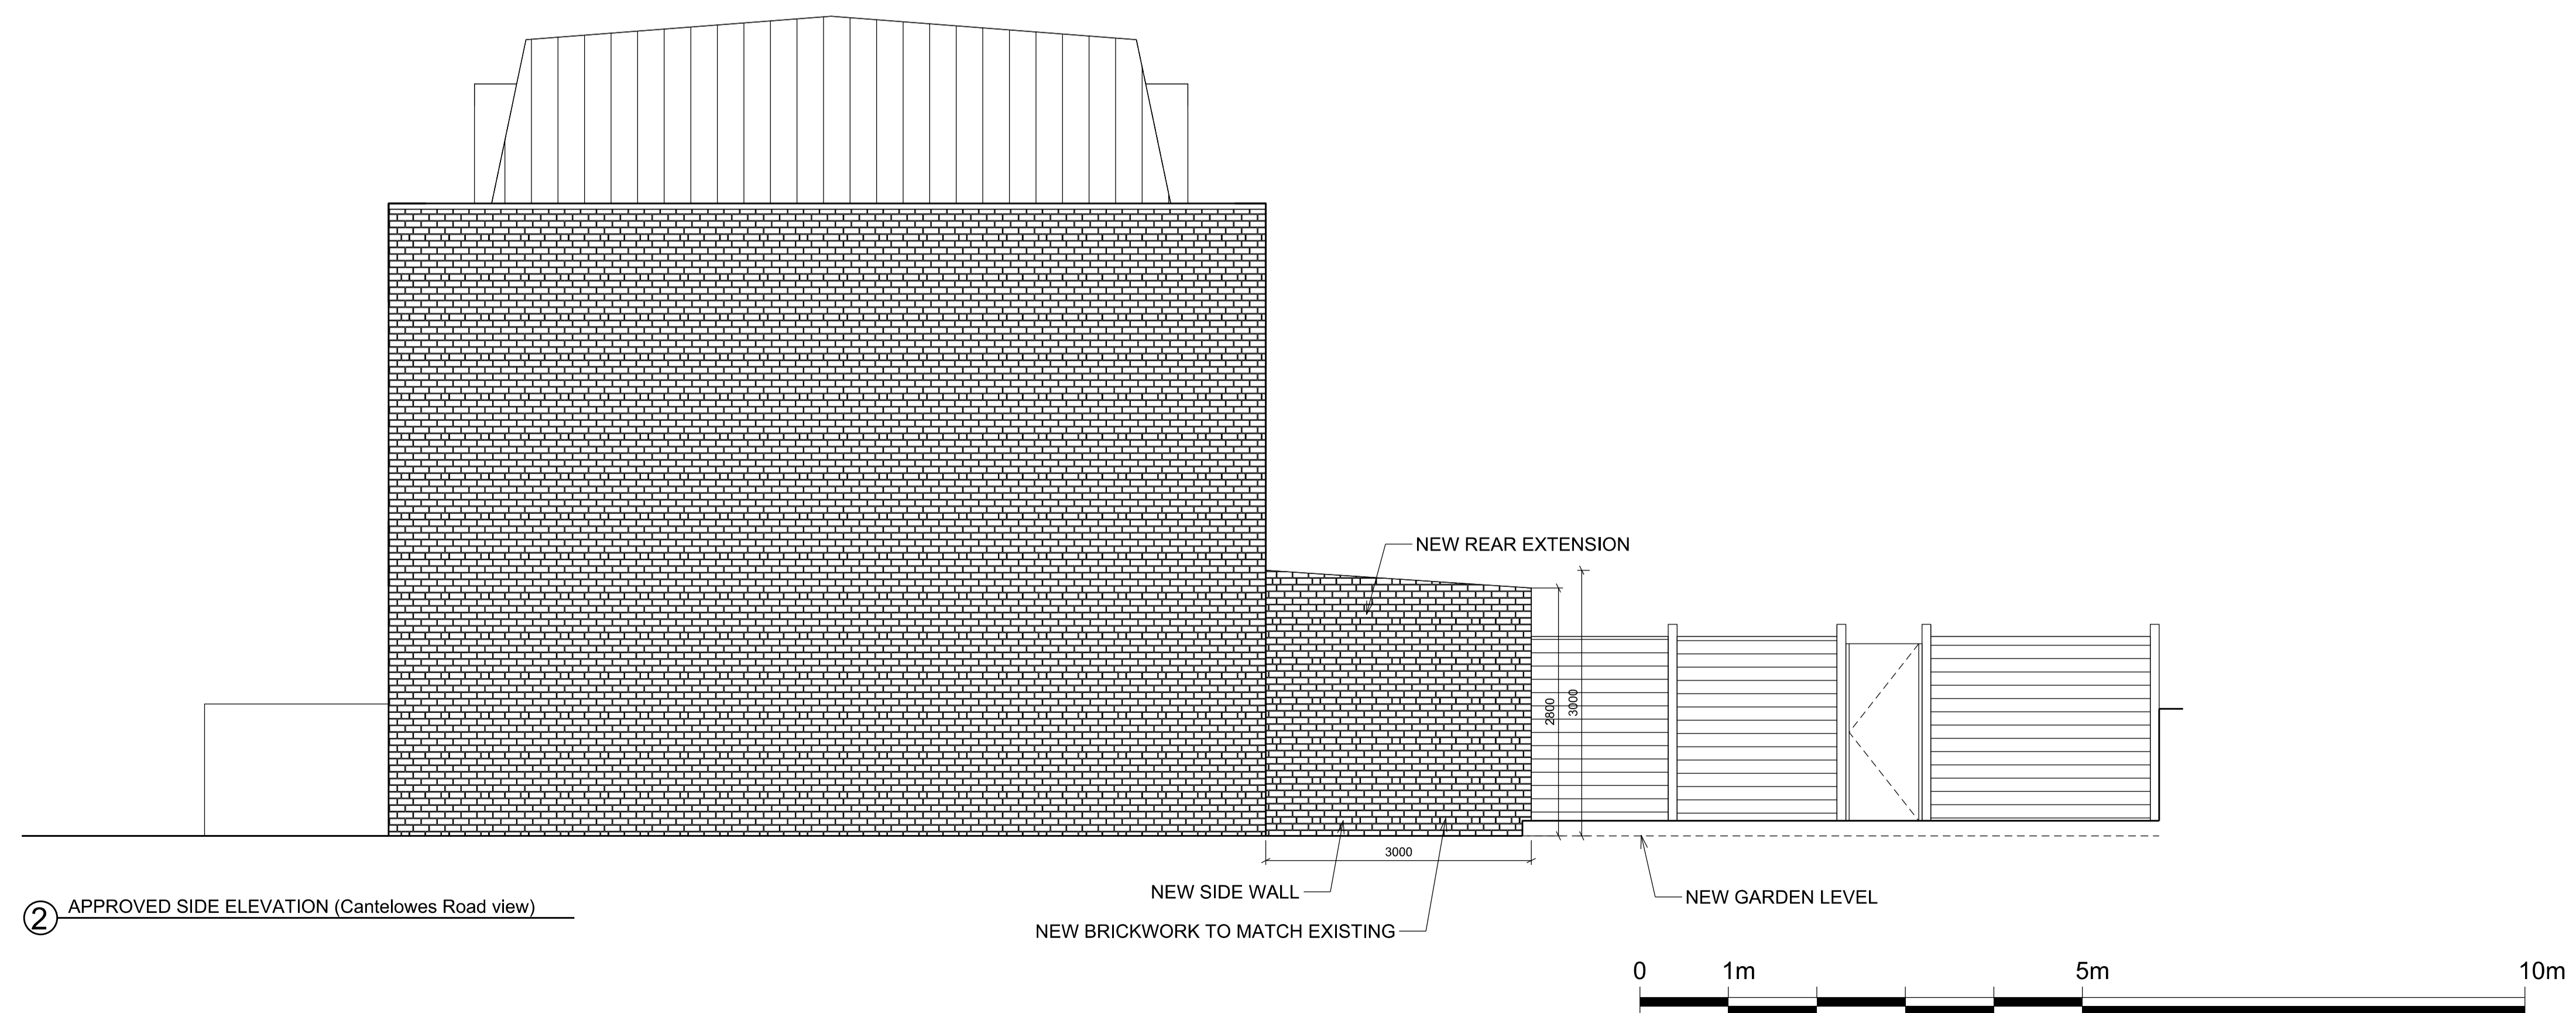 NEW REAR EXTENSION
2800
3000
3000
NEW SIDE WALL
NEW GARDEN LEVEL
2 APPROVED SIDE ELEVATION (Cantelowes Road view)
NEW BRICKWORK TO MATCH EXISTING
0 1m 5m 10m